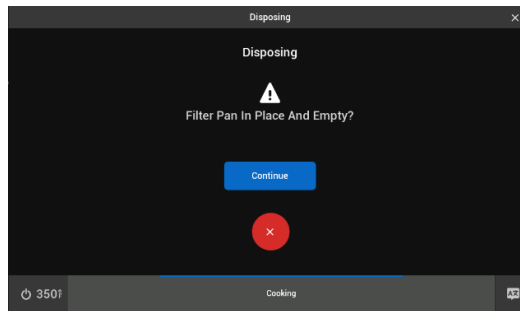 Disposing
Disposing
Filter Pan In Place And Empty?
Continue
350°F
Cooking